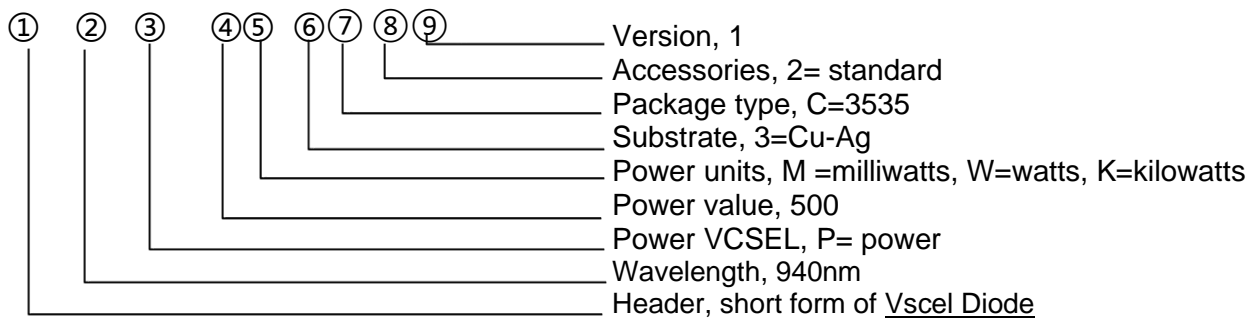 ① ② ③ ④⑤ ⑥⑦ ⑧⑨
Version, 1
Accessories, 2= standard
Package type, C=3535
Substrate, 3=Cu-Ag
Power units, M =milliwatts, W=watts, K=kilowatts
Power value, 500
Power VCSEL, P= power
Wavelength, 940nm
Header, short form of Vscel Diode